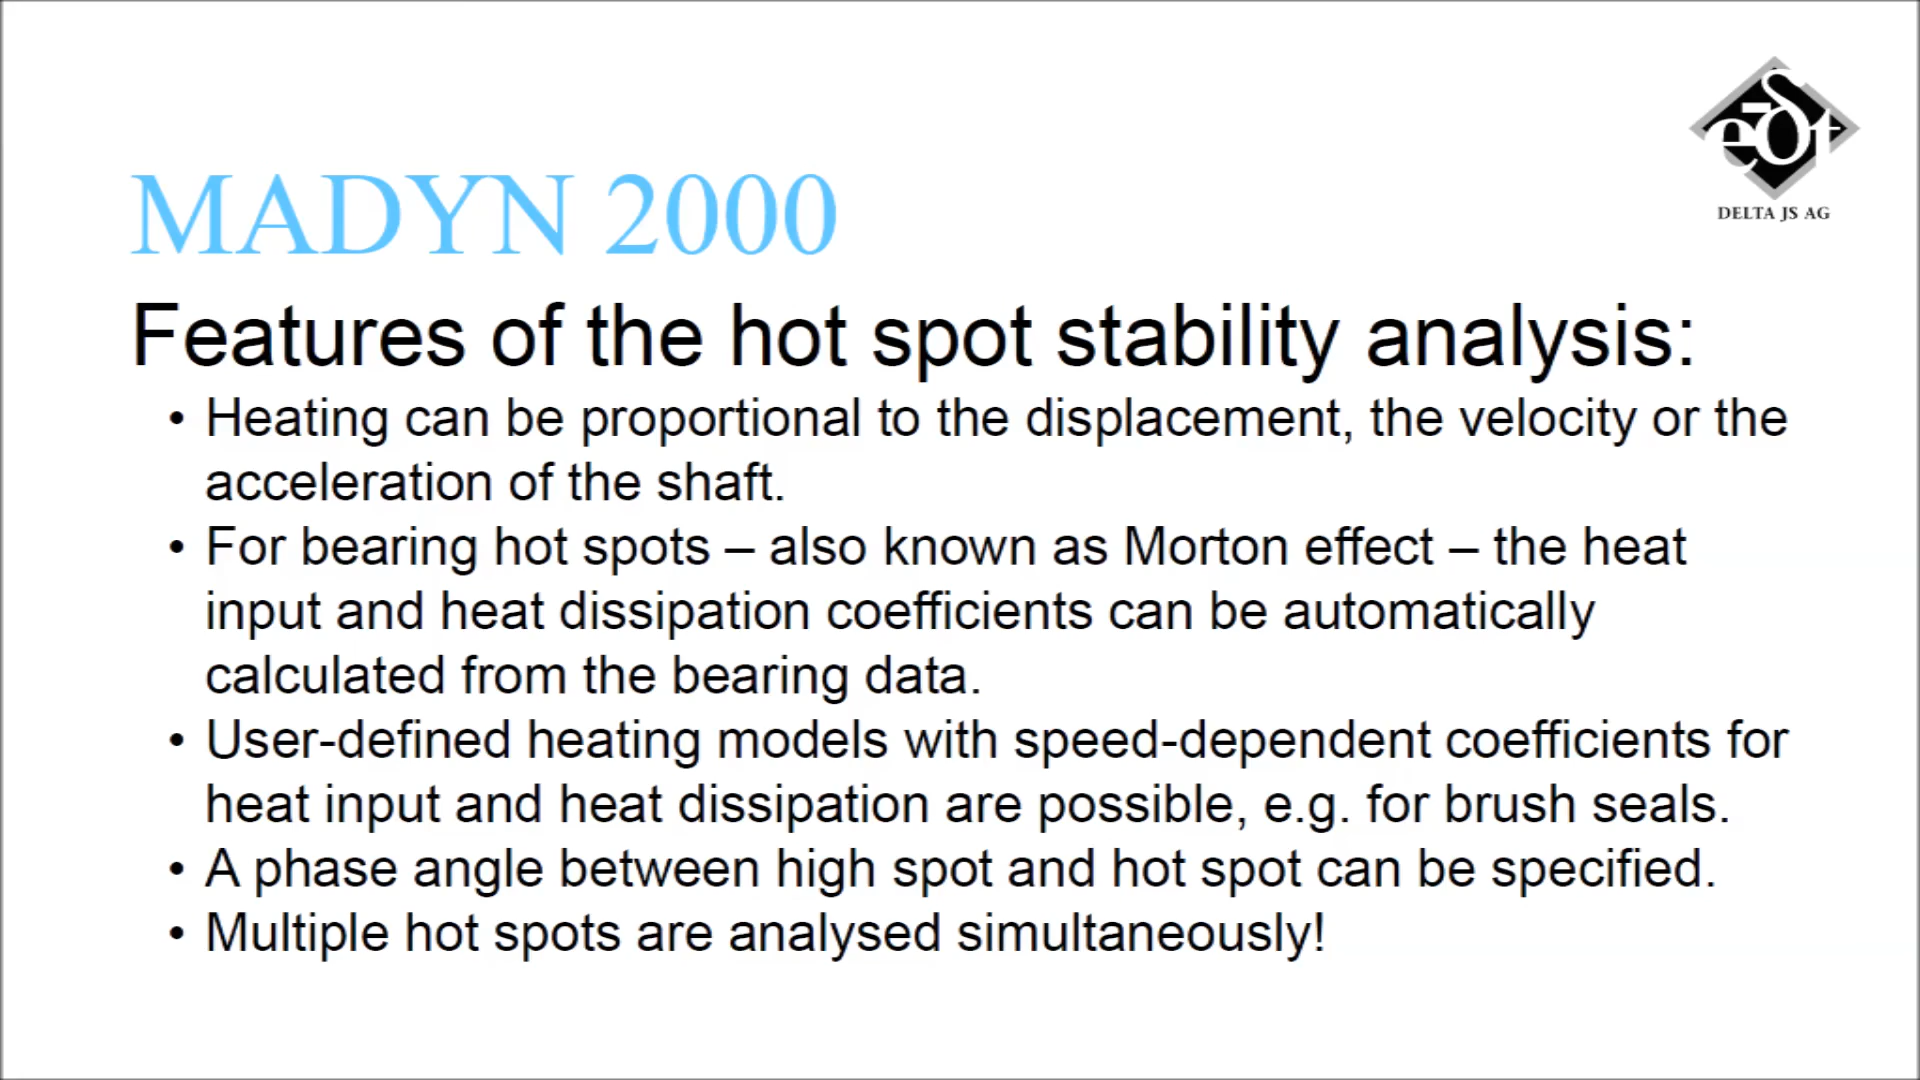 eδt
DELTA JS AG
MADYN 2000
Features of the hot spot stability analysis:
• Heating can be proportional to the displacement, the velocity or the
acceleration of the shaft.
• For bearing hot spots – also known as Morton effect – the heat
input and heat dissipation coefficients can be automatically
calculated from the bearing data.
• User-defined heating models with speed-dependent coefficients for
heat input and heat dissipation are possible, e.g. for brush seals.
• A phase angle between high spot and hot spot can be specified.
• Multiple hot spots are analysed simultaneously!